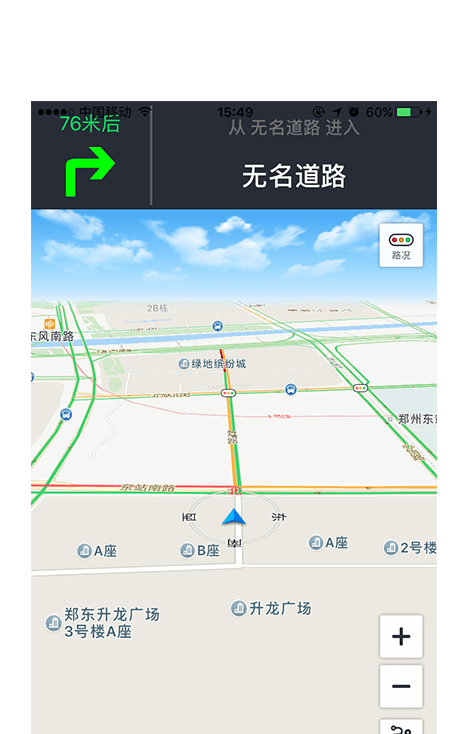 中国移动 15:49 60%
76米后
从 无名道路 进入
无名道路
路况
2B栋
东风南路
绿地缤纷城
郑州东站
东站南路
北
西
东
南
A座
B座
A座
2号楼
郑东升龙广场
3号楼A座
升龙广场
+
−